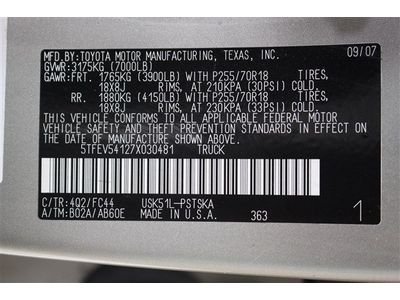 MFD.BY:TOYOTA MOTOR MANUFACTURING, TEXAS, INC. 09/07
GVWR:3175KG (7000LB)
GAWR:FRT. 1765KG (3900LB) WITH P255/70R18 TIRES,
18X8J RIMS, AT 210KPA (30PSI) COLD.
RR. 1880KG (4150LB) WITH P255/70R18 TIRES,
18X8J RIMS, AT 230KPA (33PSI) COLD.
THIS VEHICLE CONFORMS TO ALL APPLICABLE FEDERAL MOTOR
VEHICLE SAFETY STANDARDS IN EFFECT ON THE DATE OF
MANUFACTURE SHOWN ABOVE.
5TFEV54127X030481 TRUCK
C/TR:4Q2/FC44 USK51L-PSTSKA
A/TM:B02A/AB60E MADE IN U.S.A. 363 1